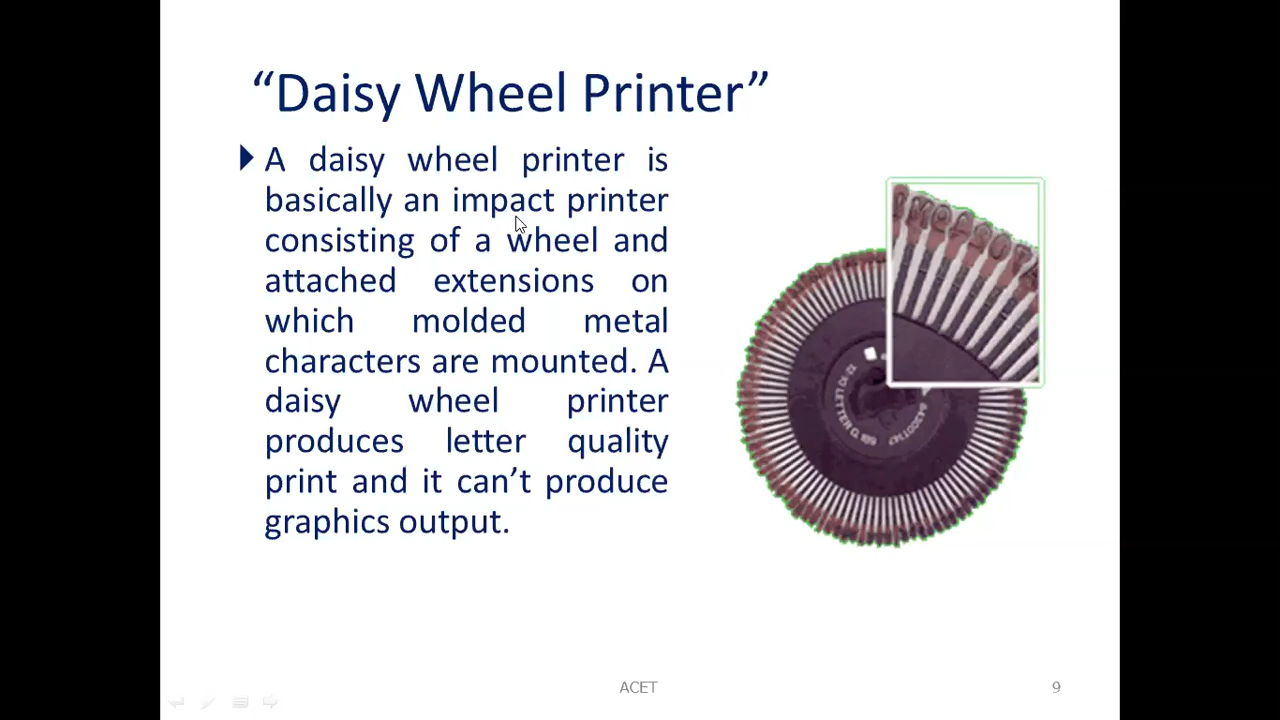 “Daisy Wheel Printer”
A daisy wheel printer is
basically an impact printer
consisting of a wheel and
attached extensions on
which molded metal
characters are mounted. A
daisy wheel printer
produces letter quality
print and it can’t produce
graphics output.
ACET
9